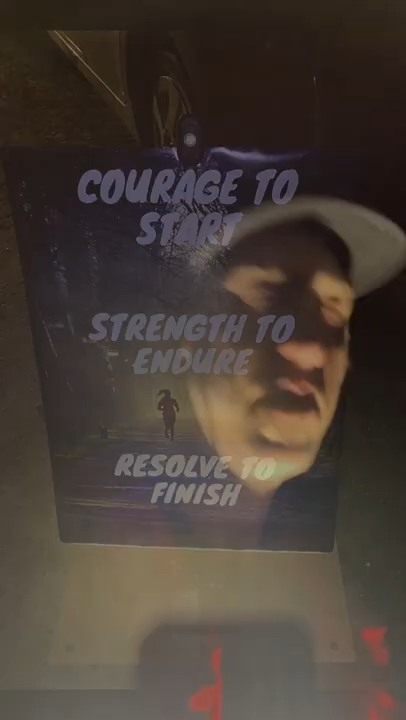 COURAGE TO
START
STRENGTH TO
ENDURE
RESOLVE TO
FINISH